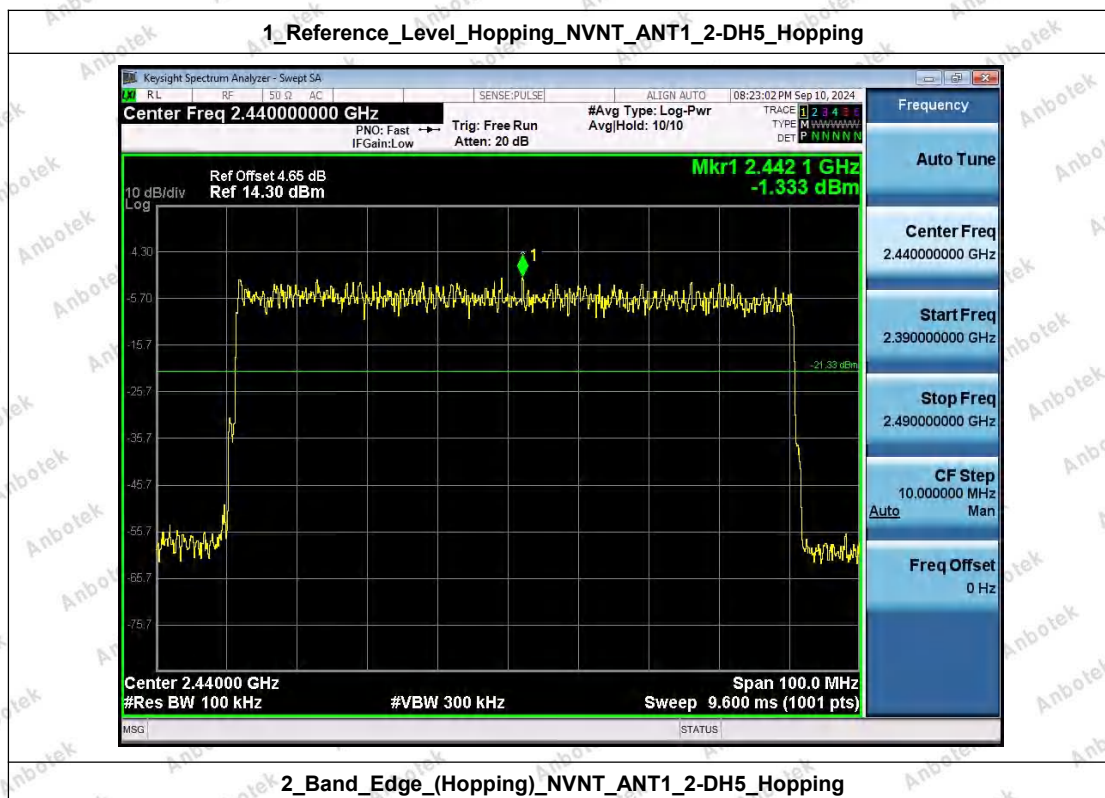 1_Reference_Level_Hopping_NVNT_ANT1_2-DH5_Hopping
Keysight Spectrum Analyzer - Swept SA
LXI RL RF 50 Ω AC SENSE:PULSE ALIGN AUTO 08:23:02 PM Sep 10, 2024
Center Freq 2.440000000 GHz
PNO: Fast
IFGain:Low
Trig: Free Run
Atten: 20 dB
#Avg Type: Log-Pwr
Avg|Hold: 10/10
TRACE 1 2 3 4 5 6
TYPE M WWWWW
DET P N N N N N
Mkr1 2.442 1 GHz
-1.333 dBm
Ref Offset 4.65 dB
10 dB/div Ref 14.30 dBm
Log
4.30
1
-5.70
-15.7
-21.33 dBm
-25.7
-35.7
-45.7
-55.7
-65.7
-75.7
Center 2.44000 GHz Span 100.0 MHz
#Res BW 100 kHz #VBW 300 kHz Sweep 9.600 ms (1001 pts)
MSG STATUS
Frequency
Auto Tune
Center Freq
2.440000000 GHz
Start Freq
2.390000000 GHz
Stop Freq
2.490000000 GHz
CF Step
10.000000 MHz
Auto Man
Freq Offset
0 Hz
2_Band_Edge_(Hopping)_NVNT_ANT1_2-DH5_Hopping
Anbotek